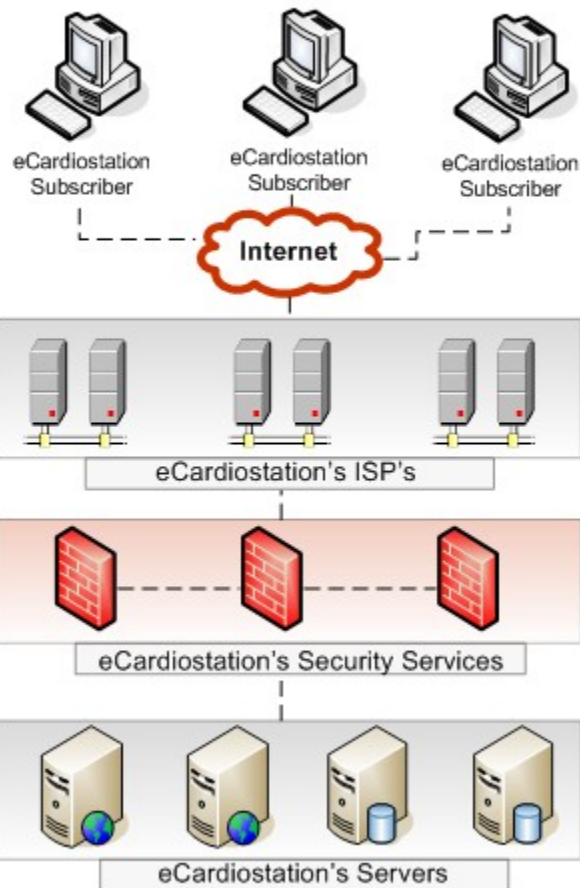 eCardiostation
Subscriber
eCardiostation
Subscriber
eCardiostation
Subscriber
Internet
eCardiostation's ISP's
eCardiostation's Security Services
eCardiostation's Servers